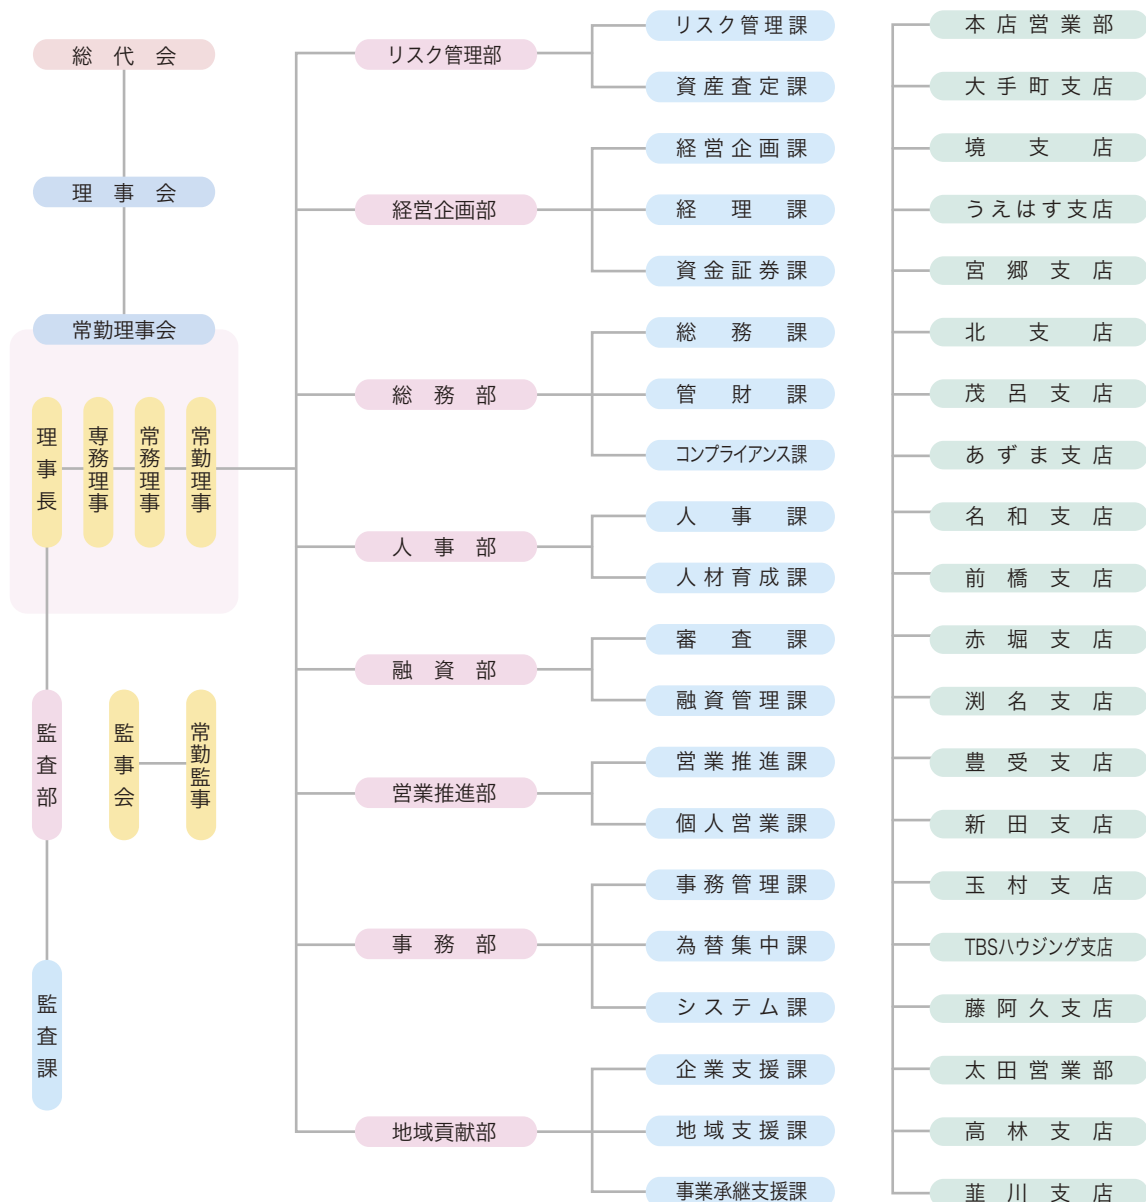 総代会
理事会
常勤理事会
理事長
専務理事
常務理事
常勤理事
監査部
監事会
常勤監事
監査課
リスク管理部
リスク管理課
資産査定課
経営企画部
経営企画課
経理課
資金証券課
総務部
総務課
管財課
コンプライアンス課
人事部
人事課
人材育成課
融資部
審査課
融資管理課
営業推進部
営業推進課
個人営業課
事務部
事務管理課
為替集中課
システム課
地域貢献部
企業支援課
地域支援課
事業承継支援課
本店営業部
大手町支店
境支店
うえはす支店
宮郷支店
北支店
茂呂支店
あずま支店
名和支店
前橋支店
赤堀支店
渕名支店
豊受支店
新田支店
玉村支店
TBSハウジング支店
藤阿久支店
太田営業部
高林支店
韮川支店